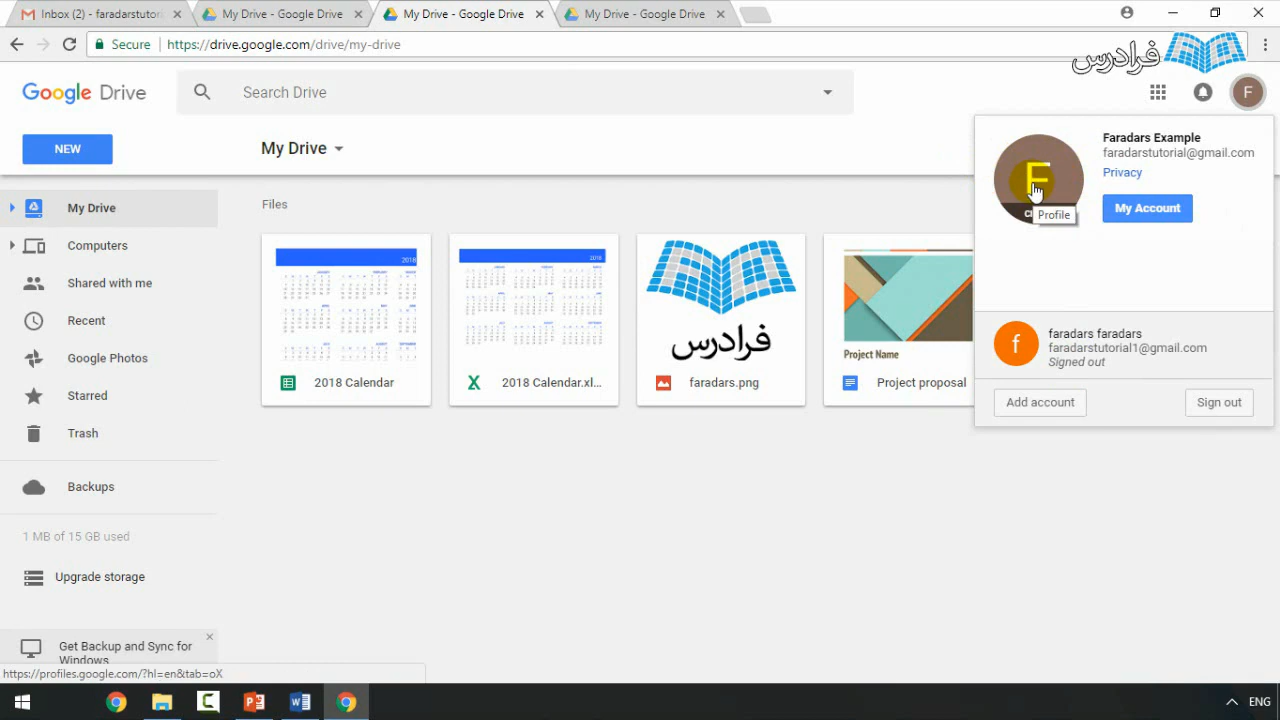 Inbox (2) - faradarstutori
My Drive - Google Drive
My Drive - Google Drive
My Drive - Google Drive
Secure
https://drive.google.com/drive/my-drive
فرادرس
Google Drive
Search Drive
F
NEW
My Drive
Faradars Example
faradarstutorial@gmail.com
Privacy
My Account
F
Profile
My Drive
Computers
Shared with me
Recent
Google Photos
Starred
Trash
Backups
1 MB of 15 GB used
Upgrade storage
Get Backup and Sync for
Windows
Files
2018
2018
فرادرس
Project Name
2018 Calendar
X
2018 Calendar.xl...
faradars.png
Project proposal
f
faradars faradars
faradarstutorial1@gmail.com
Signed out
Add account
Sign out
https://profiles.google.com/?hl=en&tab=oX
ENG